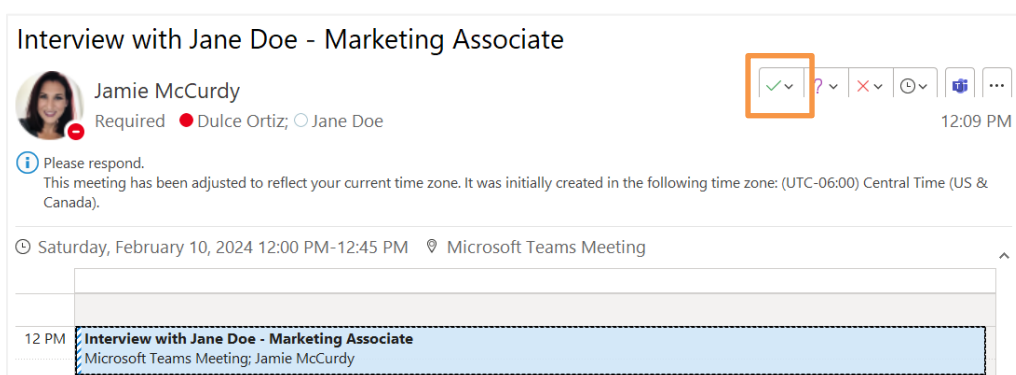 Interview with Jane Doe - Marketing Associate
Jamie McCurdy
Required Dulce Ortiz; Jane Doe
12:09 PM
Please respond.
This meeting has been adjusted to reflect your current time zone. It was initially created in the following time zone: (UTC-06:00) Central Time (US &
Canada).
Saturday, February 10, 2024 12:00 PM-12:45 PM Microsoft Teams Meeting
12 PM Interview with Jane Doe - Marketing Associate
Microsoft Teams Meeting; Jamie McCurdy